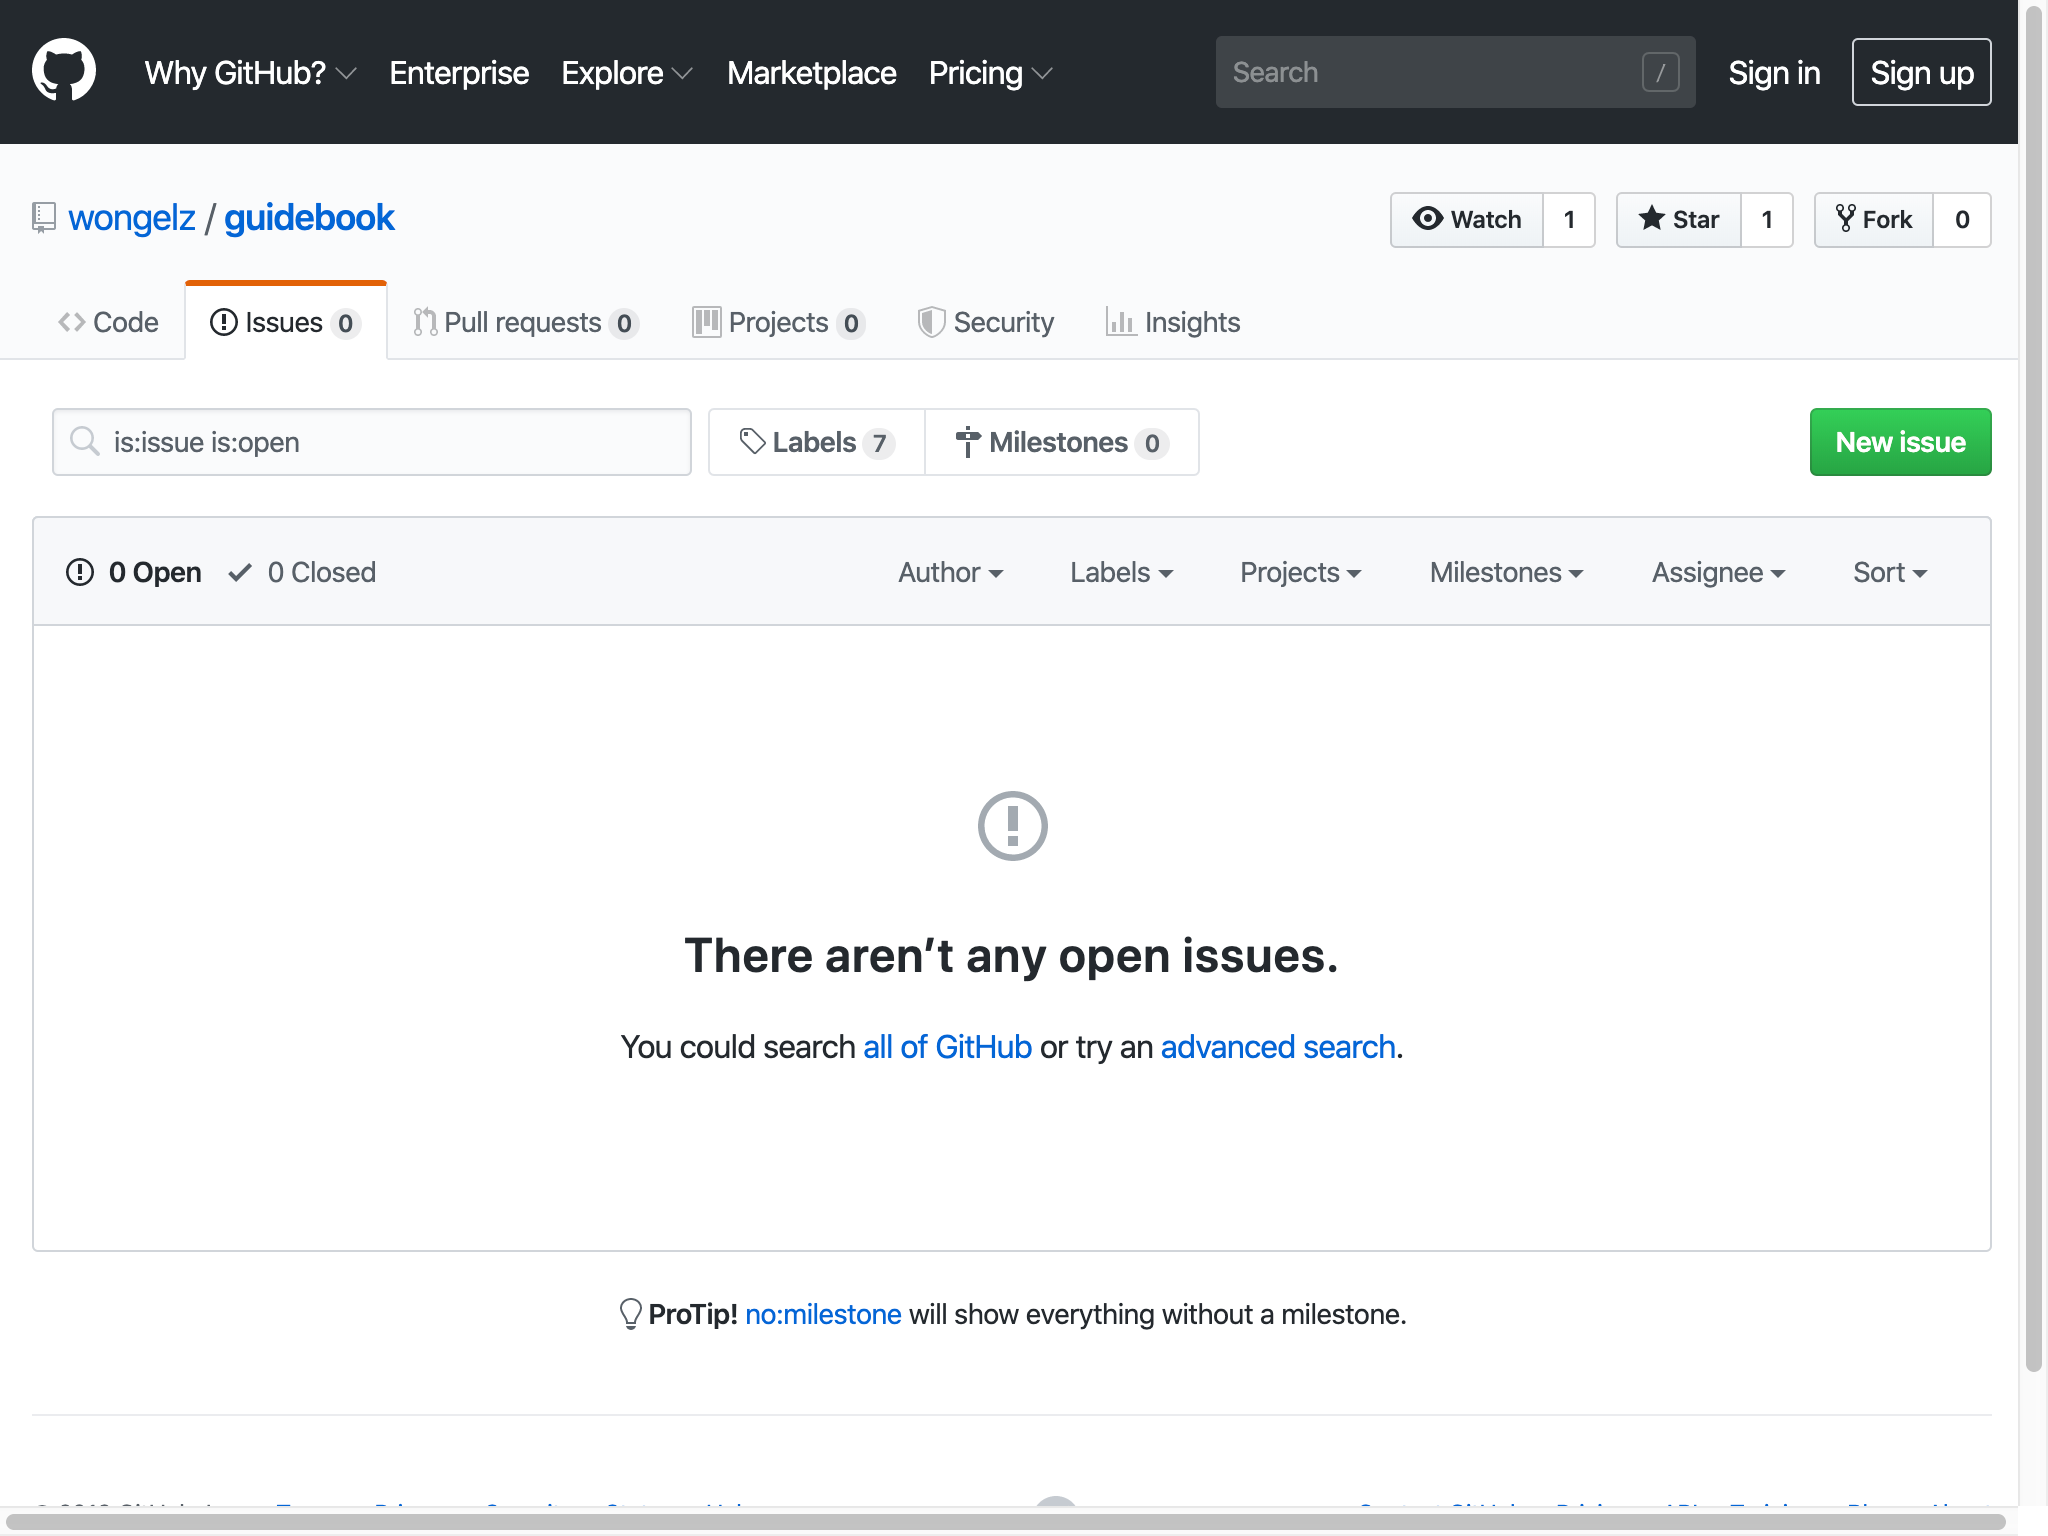 Why GitHub? Enterprise Explore Marketplace Pricing Search / Sign in Sign up
wongelz / guidebook Watch 1 Star 1 Fork 0
Code Issues 0 Pull requests 0 Projects 0 Security Insights
is:issue is:open Labels 7 Milestones 0 New issue
0 Open 0 Closed Author Labels Projects Milestones Assignee Sort
There aren’t any open issues.
You could search all of GitHub or try an advanced search.
ProTip! no:milestone will show everything without a milestone.